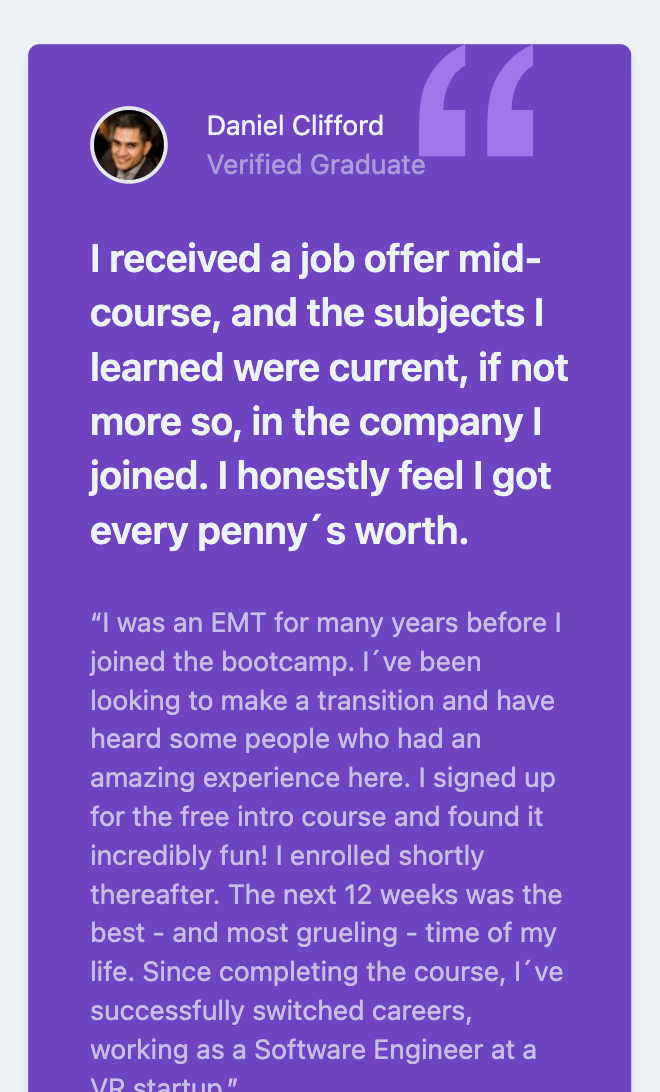 Daniel Clifford
Verified Graduate
I received a job offer mid-
course, and the subjects I
learned were current, if not
more so, in the company I
joined. I honestly feel I got
every penny´s worth.
“I was an EMT for many years before I
joined the bootcamp. I´ve been
looking to make a transition and have
heard some people who had an
amazing experience here. I signed up
for the free intro course and found it
incredibly fun! I enrolled shortly
thereafter. The next 12 weeks was the
best - and most grueling - time of my
life. Since completing the course, I´ve
successfully switched careers,
working as a Software Engineer at a
VR startup.”